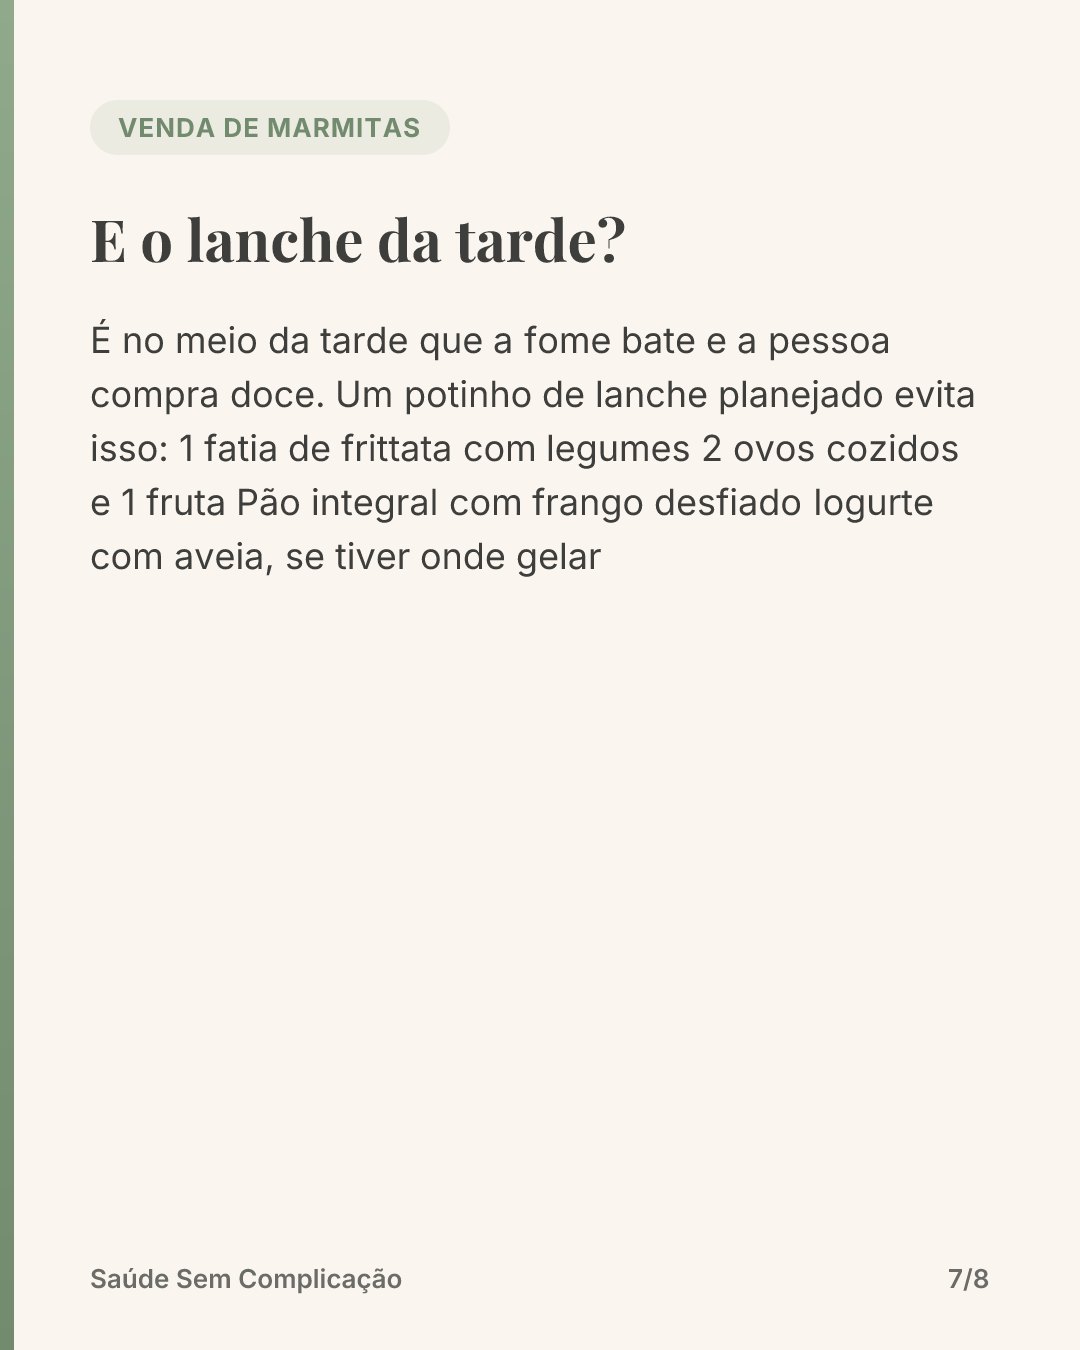 VENDA DE MARMITAS
E o lanche da tarde?
É no meio da tarde que a fome bate e a pessoa
compra doce. Um potinho de lanche planejado evita
isso: 1 fatia de frittata com legumes 2 ovos cozidos
e 1 fruta Pão integral com frango desfiado Iogurte
com aveia, se tiver onde gelar
Saúde Sem Complicação
7/8